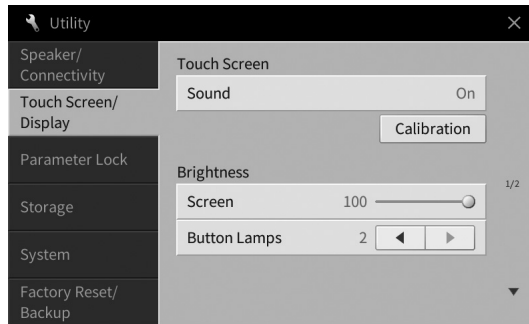 Utility
Speaker/
Connectivity
Touch Screen/
Display
Parameter Lock
Storage
System
Factory Reset/
Backup
Touch Screen
Sound On
Calibration
Brightness
Screen 100
Button Lamps 2
1/2